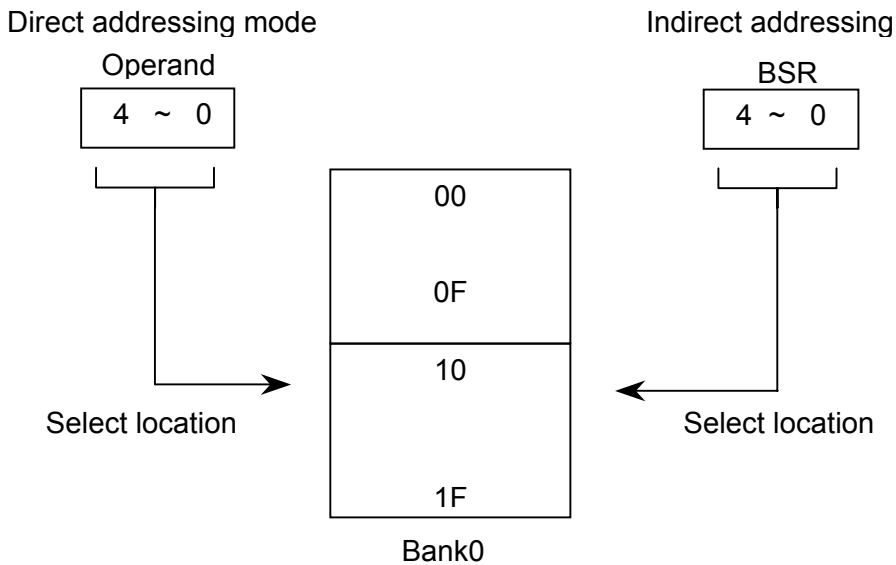 Direct addressing mode
Indirect addressing
Operand
BSR
4 ~ 0
4 ~ 0
00
0F
10
Select location
Select location
1F
Bank0